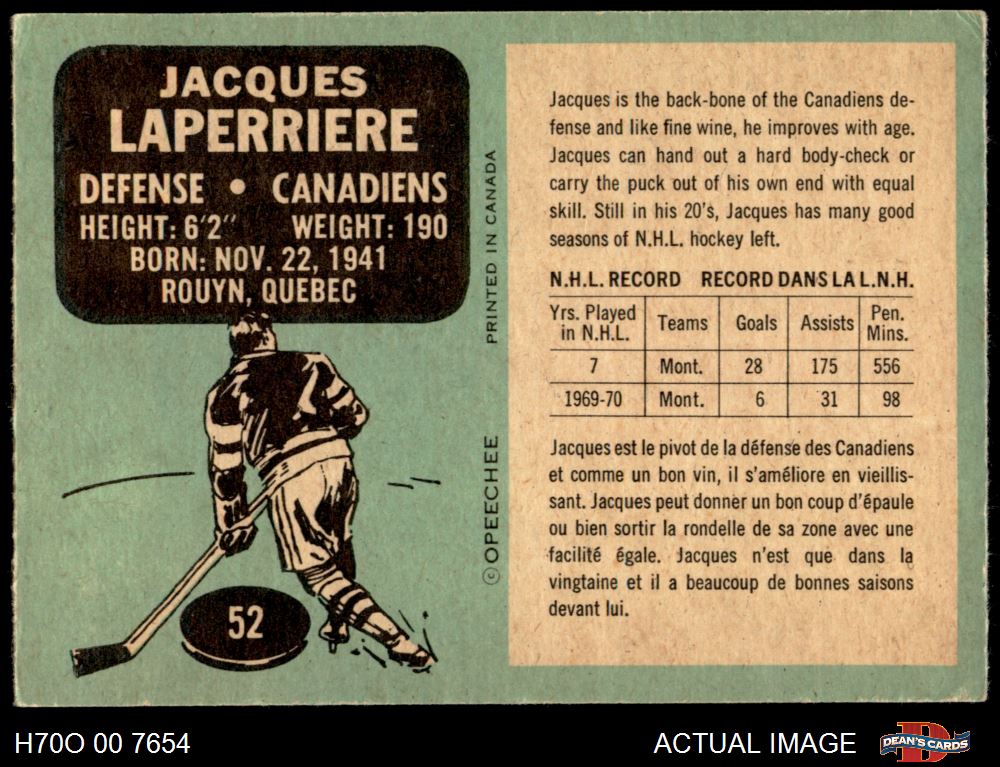 JACQUES
LAPERRIERE
DEFENSE • CANADIENS
HEIGHT: 6'2" WEIGHT: 190
BORN: NOV. 22, 1941
ROUYN, QUEBEC
52
PRINTED IN CANADA
©OPEECHEE
Jacques is the back-bone of the Canadiens de-
fense and like fine wine, he improves with age.
Jacques can hand out a hard body-check or
carry the puck out of his own end with equal
skill. Still in his 20's, Jacques has many good
seasons of N.H.L. hockey left.
N.H.L. RECORD RECORD DANS LA L.N.H.
Yrs. Played in N.H.L. Teams Goals Assists Pen. Mins.
7 Mont. 28 175 556
1969-70 Mont. 6 31 98
Jacques est le pivot de la défense des Canadiens
et comme un bon vin, il s'améliore en vieillis-
sant. Jacques peut donner un bon coup d'épaule
ou bien sortir la rondelle de sa zone avec une
facilité égale. Jacques n'est que dans la
vingtaine et il a beaucoup de bonnes saisons
devant lui.
H70O 00 7654
ACTUAL IMAGE
DEAN'S CARDS